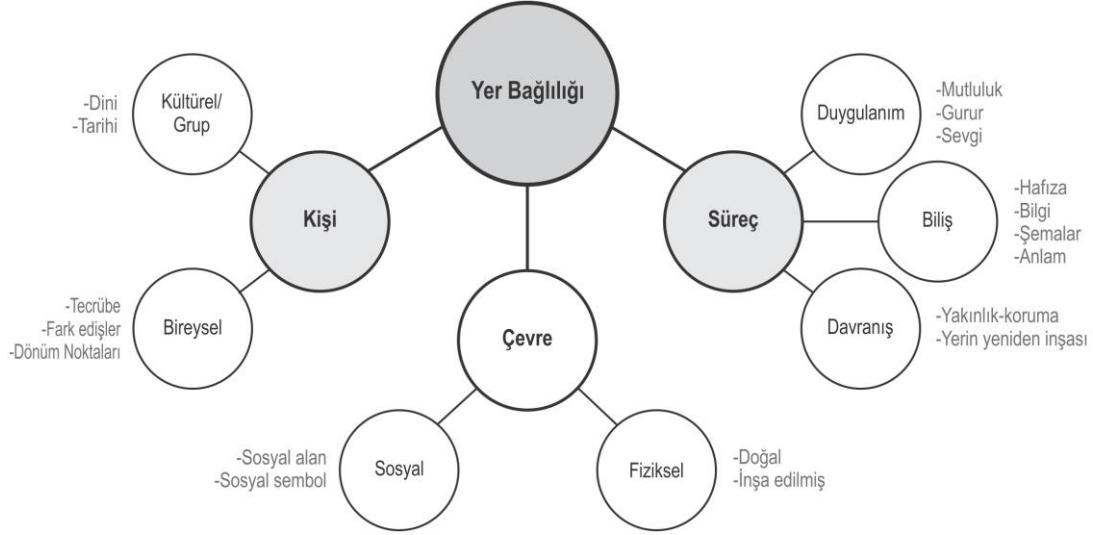 Yer Bağlılığı
Kültürel/
Grup
-Dini
-Tarihi
Kişi
Bireysel
-Tecrübe
-Fark edişler
-Dönüm Noktaları
Çevre
Sosyal
-Sosyal alan
-Sosyal sembol
Fiziksel
-Doğal
-İnşa edilmiş
Süreç
Duygulanım
-Mutluluk
-Gurur
-Sevgi
Biliş
-Hafıza
-Bilgi
-Şemalar
-Anlam
Davranış
-Yakınlık-koruma
-Yerin yeniden inşası